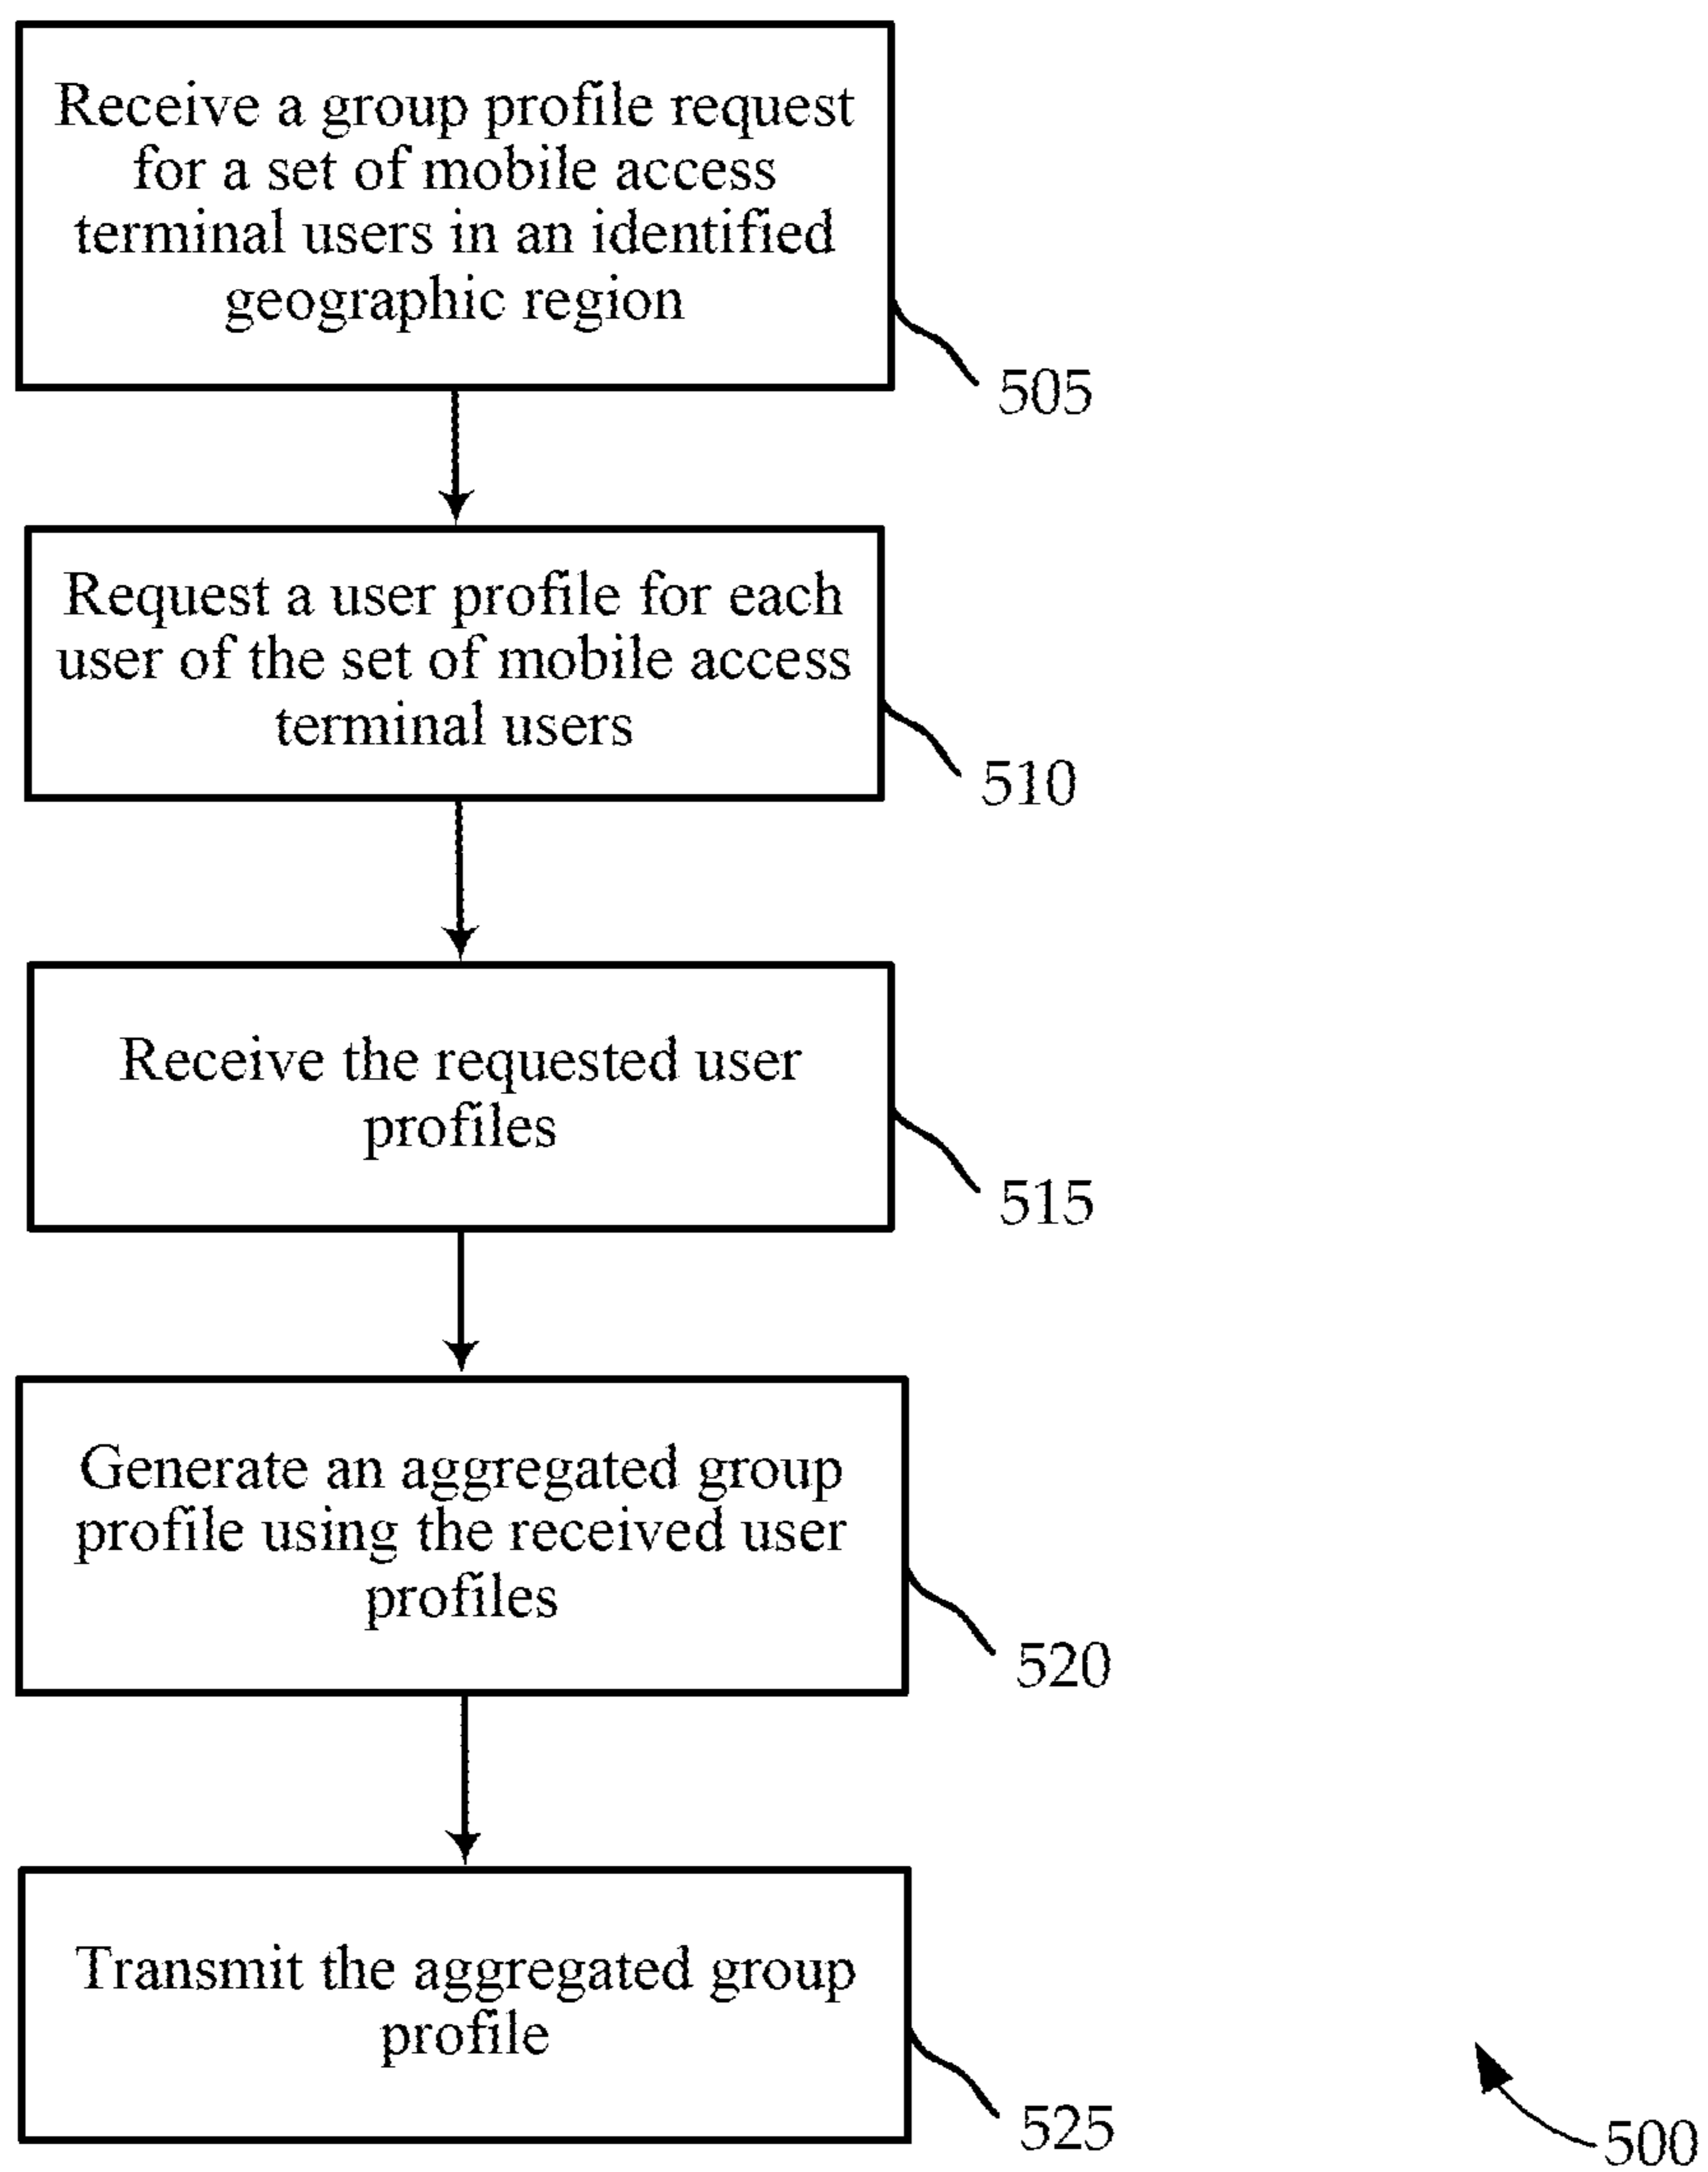 Receive a group profile request
for a set of mobile access
terminal users in an identified
geographic region
505
Request a user profile for each
user of the set of mobile access
terminal users
510
Receive the requested user
profiles
515
Generate an aggregated group
profile using the received user
profiles
520
Transmit the aggregated group
profile
525
500